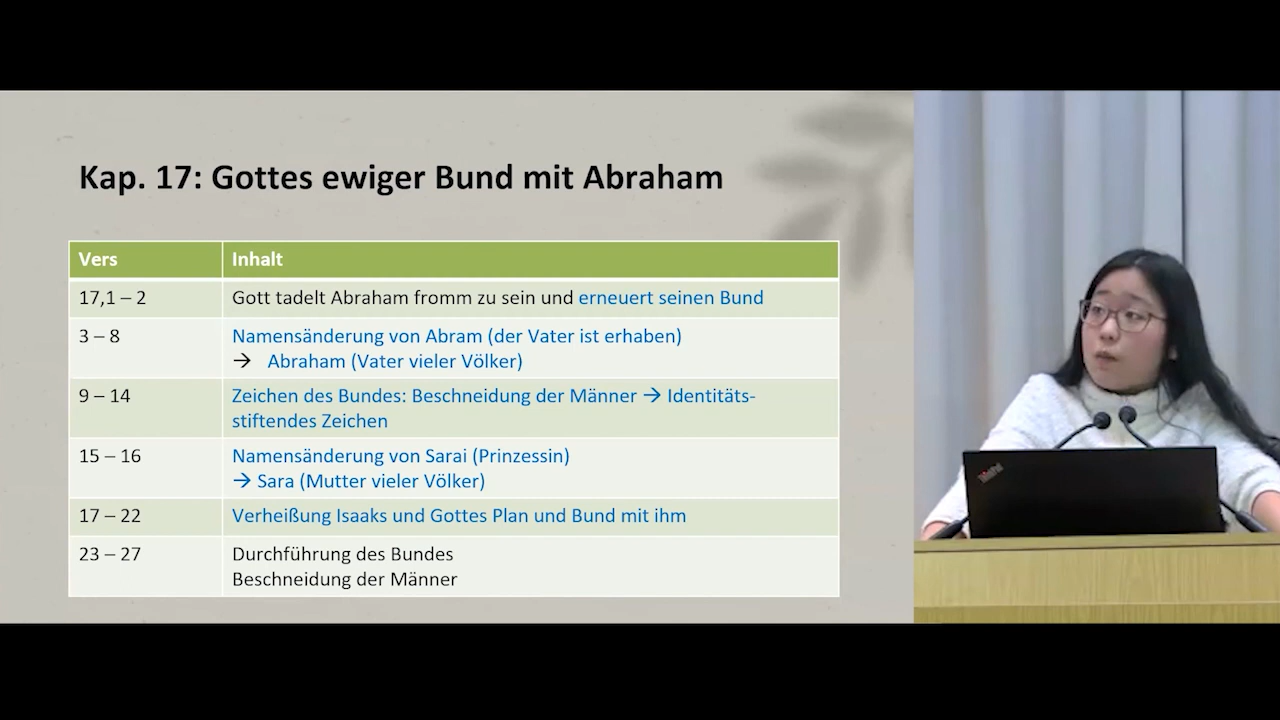 Kap. 17: Gottes ewiger Bund mit Abraham
Vers Inhalt
17,1 – 2 Gott tadelt Abraham fromm zu sein und erneuert seinen Bund
3 – 8 Namensänderung von Abram (der Vater ist erhaben)
→ Abraham (Vater vieler Völker)
9 – 14 Zeichen des Bundes: Beschneidung der Männer → Identitäts-
stiftendes Zeichen
15 – 16 Namensänderung von Sarai (Prinzessin)
→ Sara (Mutter vieler Völker)
17 – 22 Verheißung Isaaks und Gottes Plan und Bund mit ihm
23 – 27 Durchführung des Bundes
Beschneidung der Männer
ThinkPad